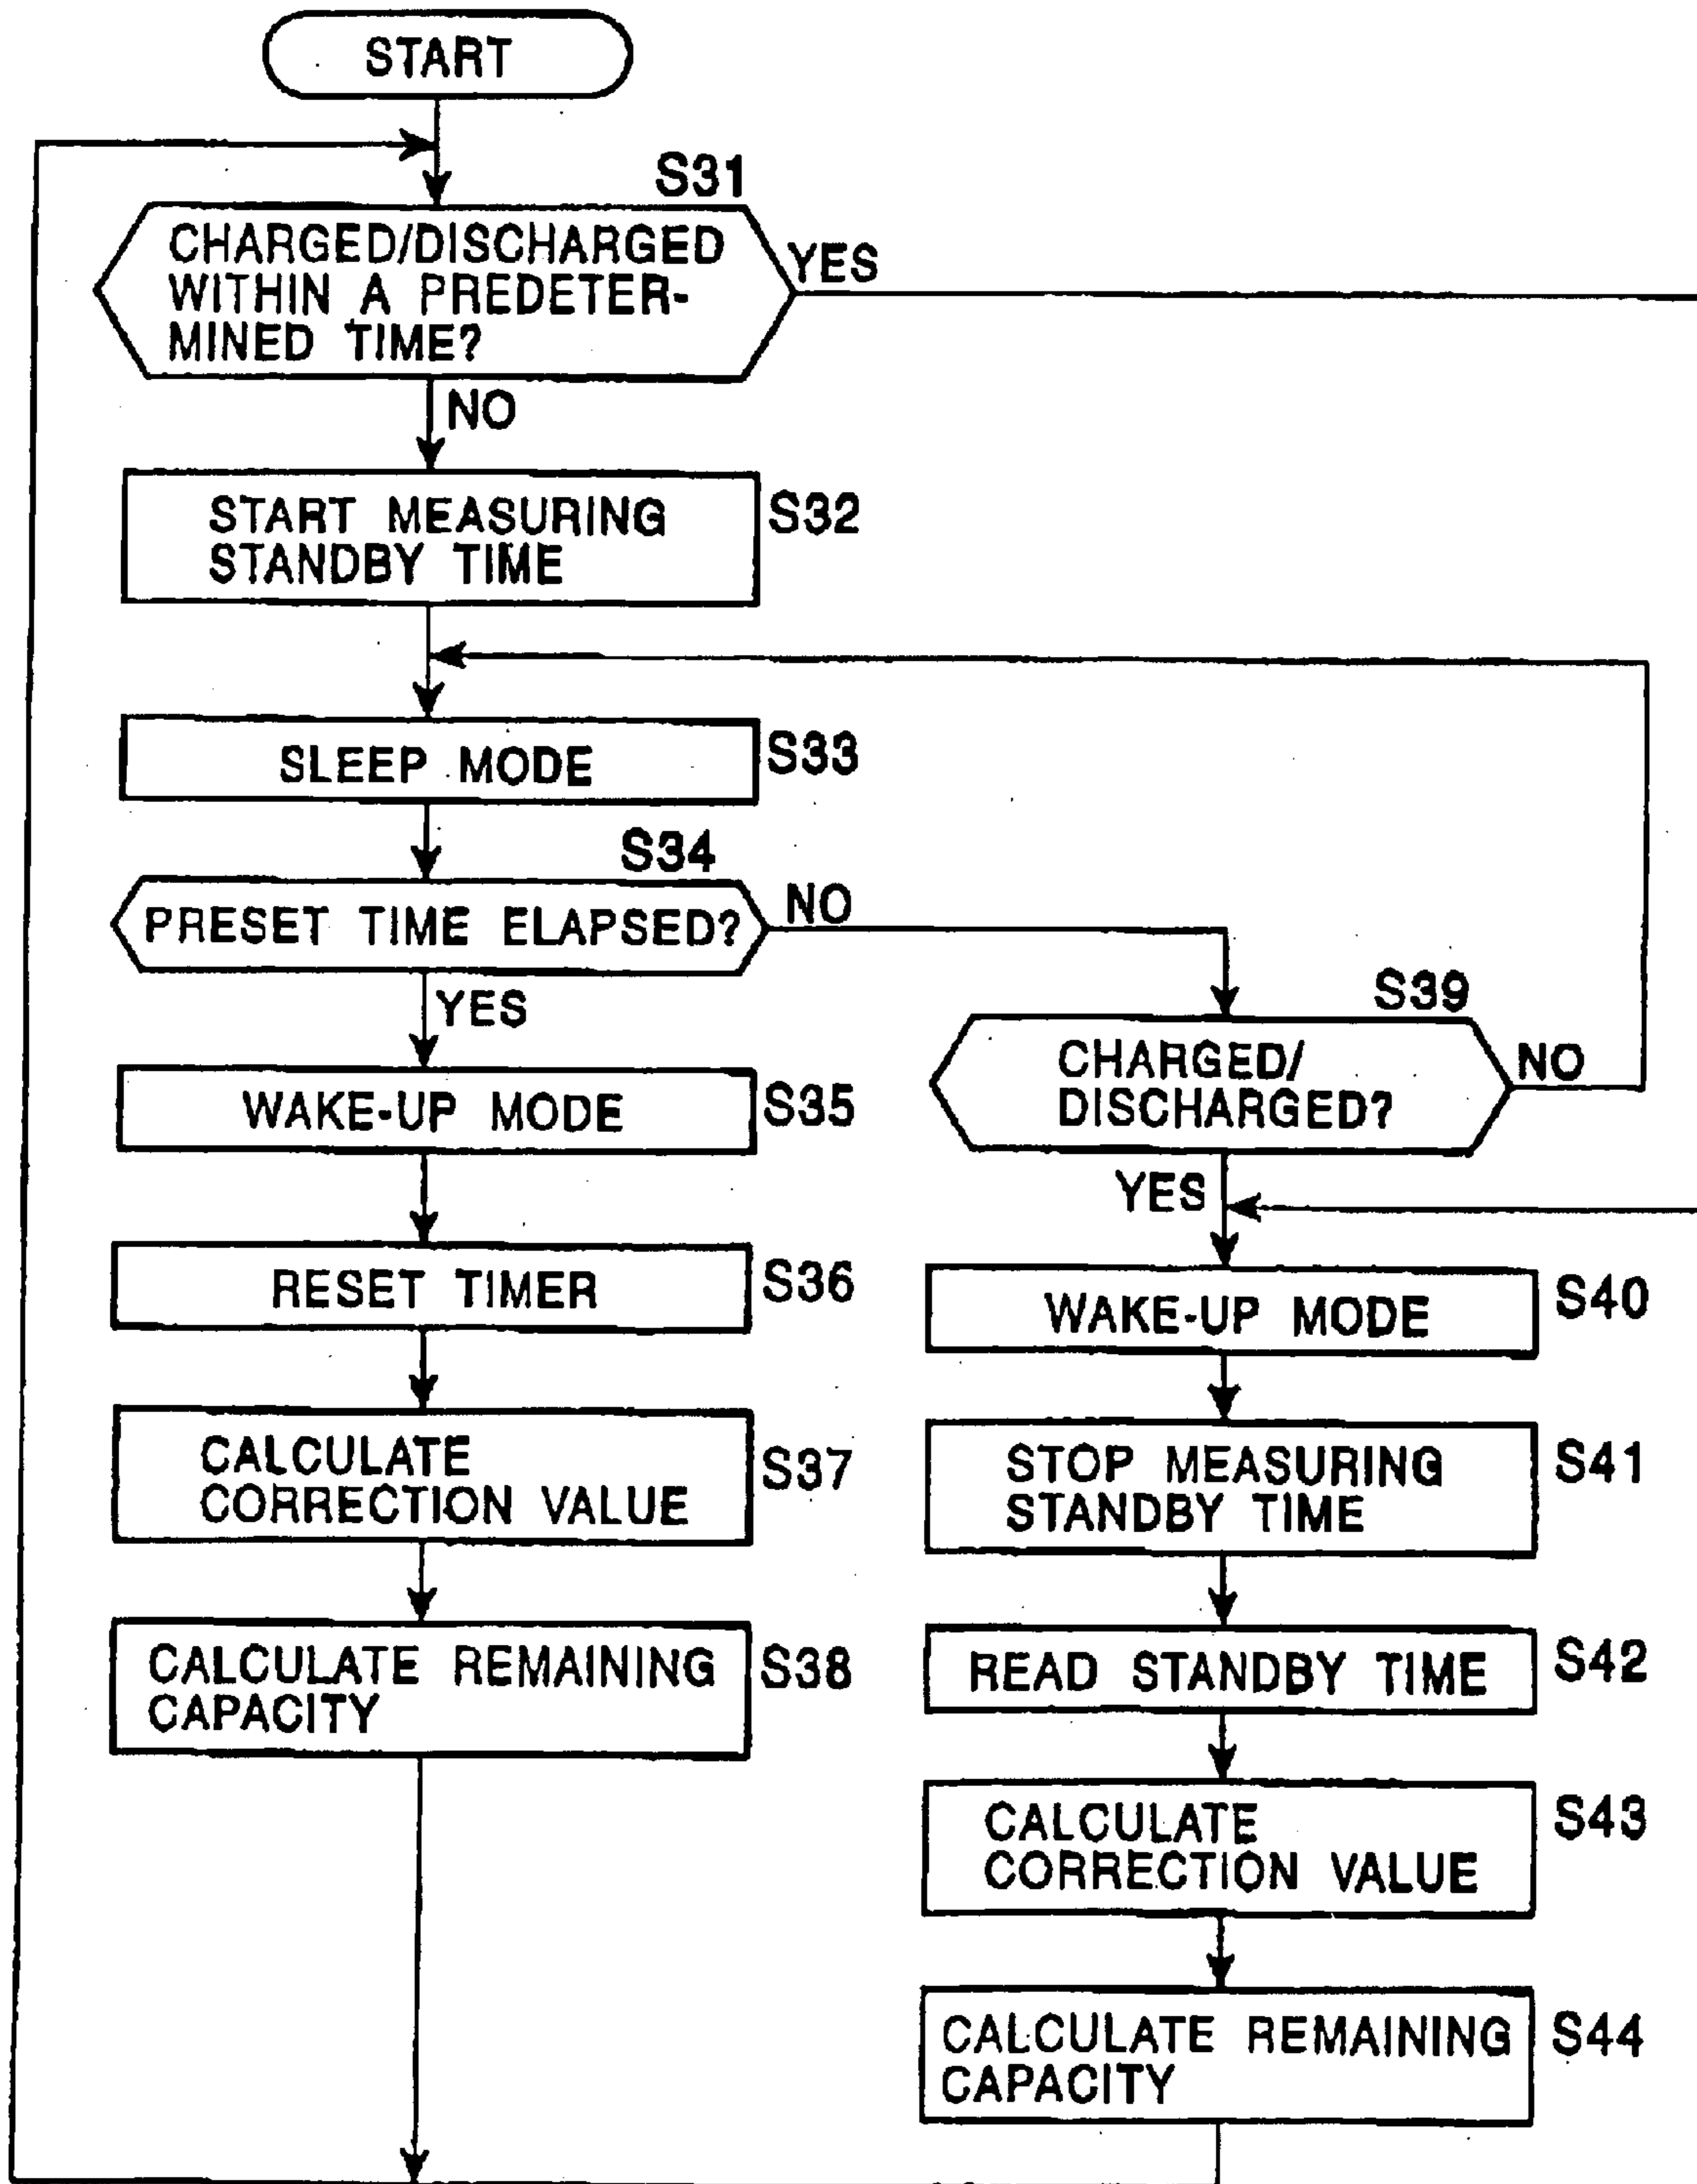 START
S31
CHARGED/DISCHARGED
WITHIN A PREDETER-
MINED TIME?
YES
NO
START MEASURING
STANDBY TIME
S32
SLEEP MODE
S33
S34
PRESET TIME ELAPSED?
NO
YES
WAKE-UP MODE
S35
RESET TIMER
S36
CALCULATE
CORRECTION VALUE
S37
CALCULATE REMAINING
CAPACITY
S38
S39
CHARGED/
DISCHARGED?
NO
YES
WAKE-UP MODE
S40
STOP MEASURING
STANDBY TIME
S41
READ STANDBY TIME
S42
CALCULATE
CORRECTION VALUE
S43
CALCULATE REMAINING
CAPACITY
S44